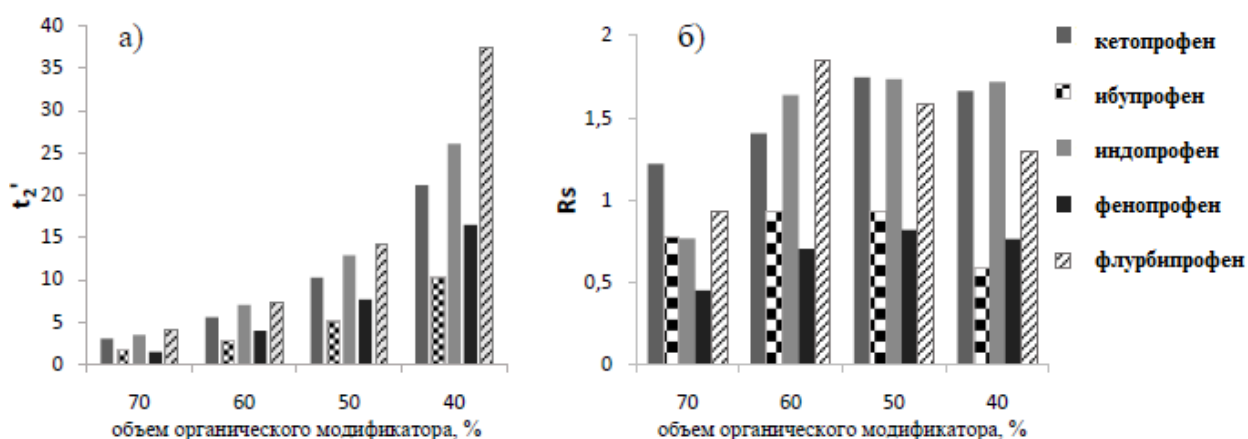 а)
40
35
30
25
20
15
10
5
0
t₂'
70 60 50 40
объем органического модификатора, %
б)
2
1,5
1
0,5
0
Rs
70 60 50 40
объем органического модификатора, %
кетопрофен
ибупрофен
индопрофен
фенопрофен
флурбипрофен